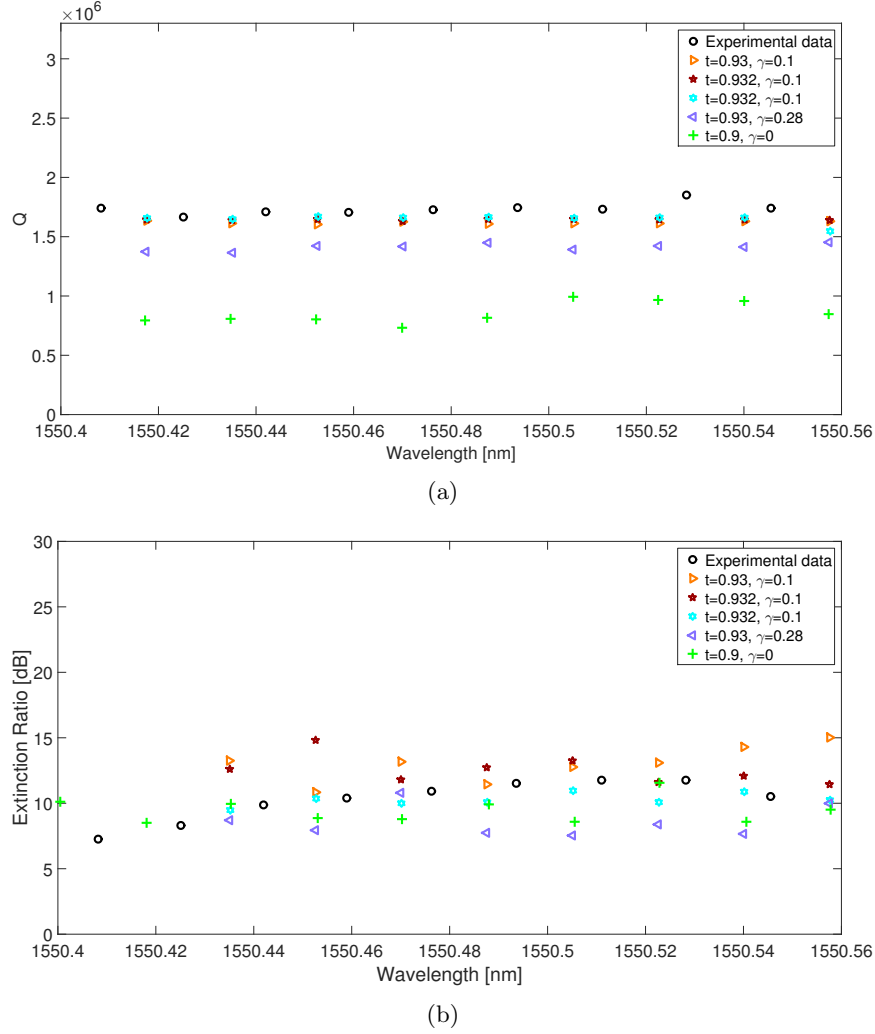 ×10⁶
3
2.5
2
1.5
1
0.5
0
Q
1550.4 1550.42 1550.44 1550.46 1550.48 1550.5 1550.52 1550.54 1550.56
Wavelength [nm]
Experimental data
t=0.93, γ=0.1
t=0.932, γ=0.1
t=0.932, γ=0.1
t=0.93, γ=0.28
t=0.9, γ=0
(a)
30
25
20
15
10
5
0
Extinction Ratio [dB]
1550.4 1550.42 1550.44 1550.46 1550.48 1550.5 1550.52 1550.54 1550.56
Wavelength [nm]
Experimental data
t=0.93, γ=0.1
t=0.932, γ=0.1
t=0.932, γ=0.1
t=0.93, γ=0.28
t=0.9, γ=0
(b)